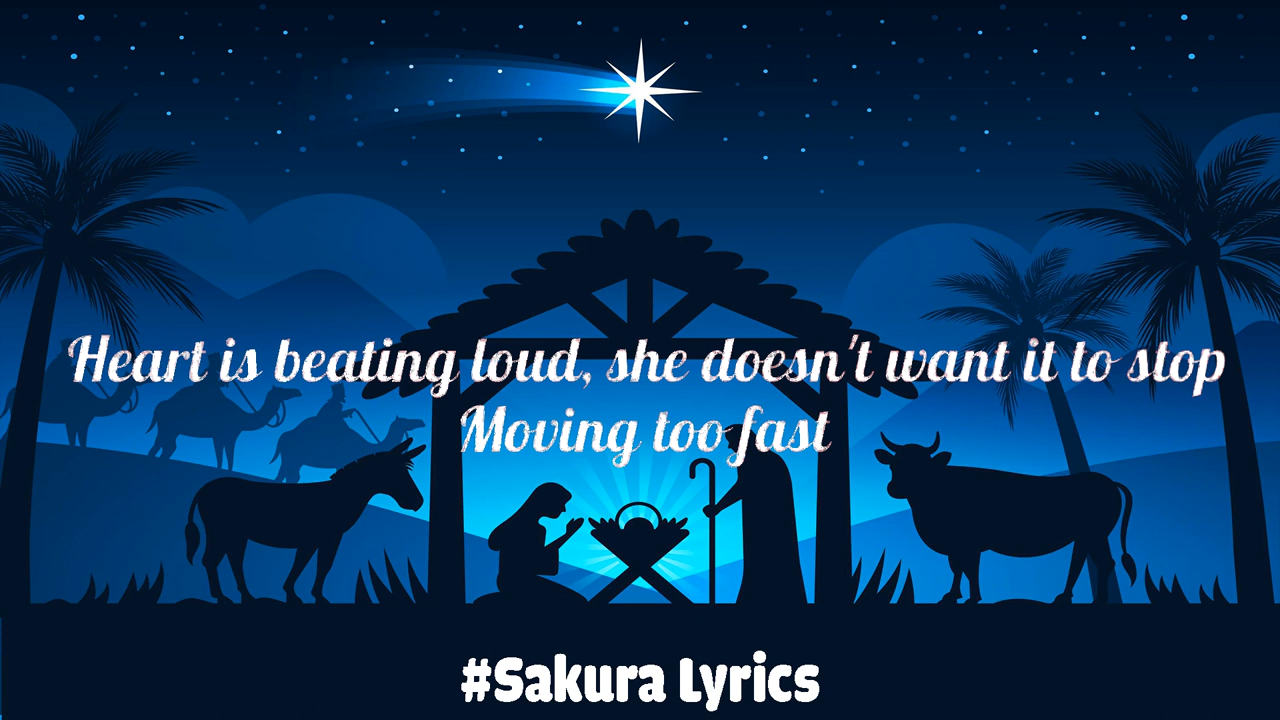 Heart is beating loud, she doesn't want it to stop
Moving too fast
#Sakura Lyrics